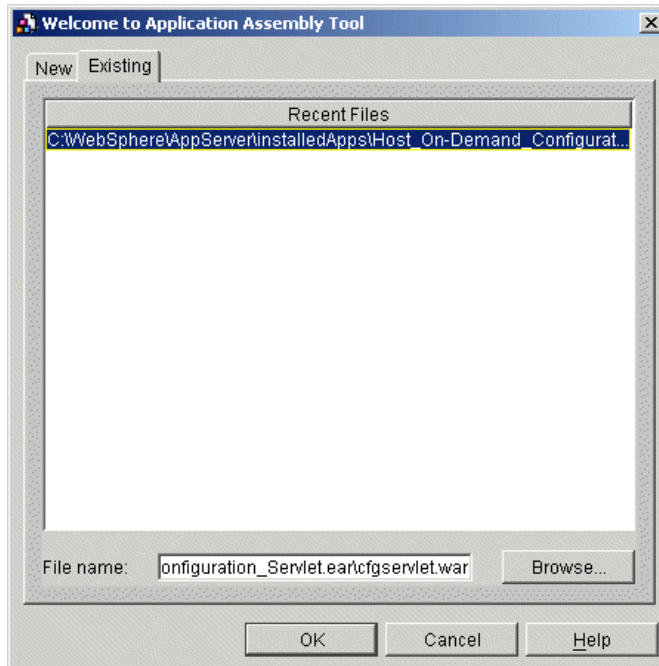 Welcome to Application Assembly Tool
New Existing
Recent Files
C:\WebSphere\AppServer\installedApps\Host_On-Demand_Configurat...
File name: onfiguration_Servlet.ear\cfgservlet.war Browse...
OK Cancel Help